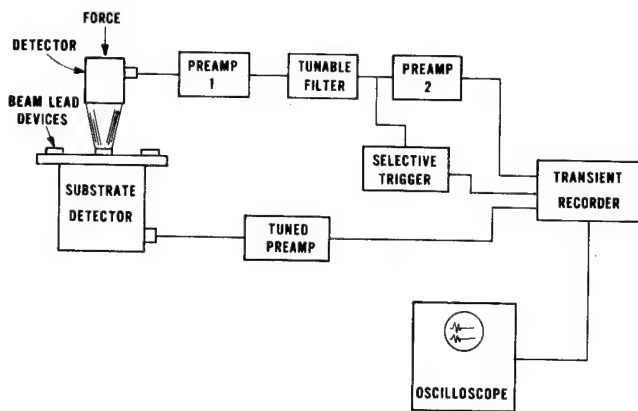 FORCE
DETECTOR
BEAM LEAD
DEVICES
SUBSTRATE
DETECTOR
PREAMP
1
TUNABLE
FILTER
PREAMP
2
SELECTIVE
TRIGGER
TRANSIENT
RECORDER
TUNED
PREAMP
OSCILLOSCOPE